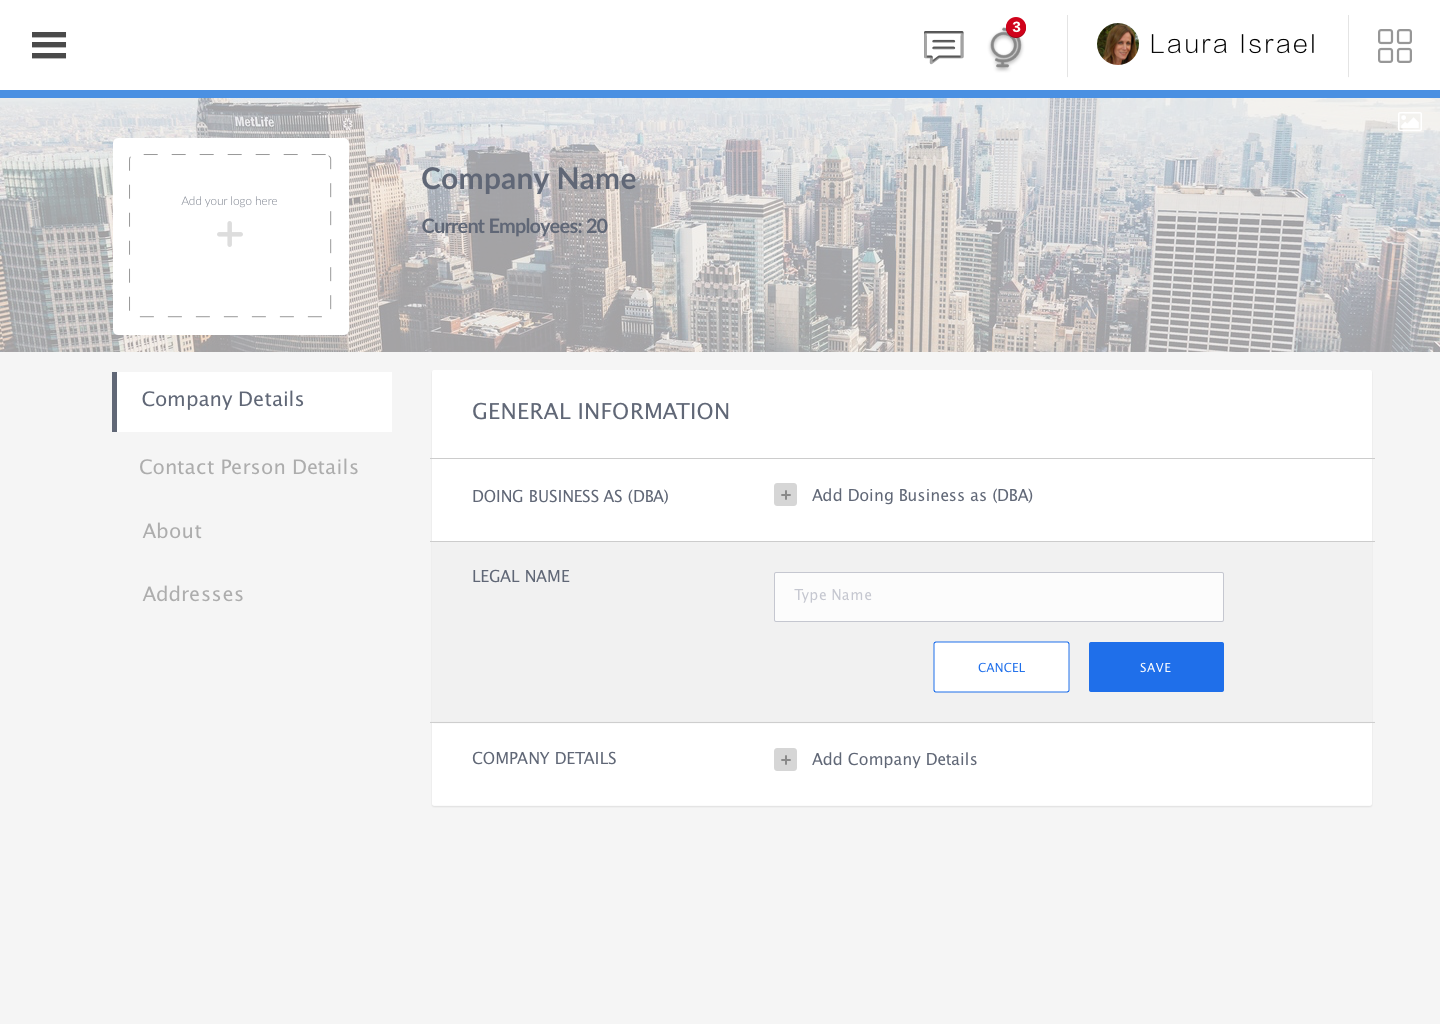 3
Laura Israel
MetLife
Add your logo here
Company Name
Current Employees: 20
Company Details
Contact Person Details
About
Addresses
GENERAL INFORMATION
DOING BUSINESS AS (DBA)
Add Doing Business as (DBA)
LEGAL NAME
Type Name
CANCEL
SAVE
COMPANY DETAILS
Add Company Details